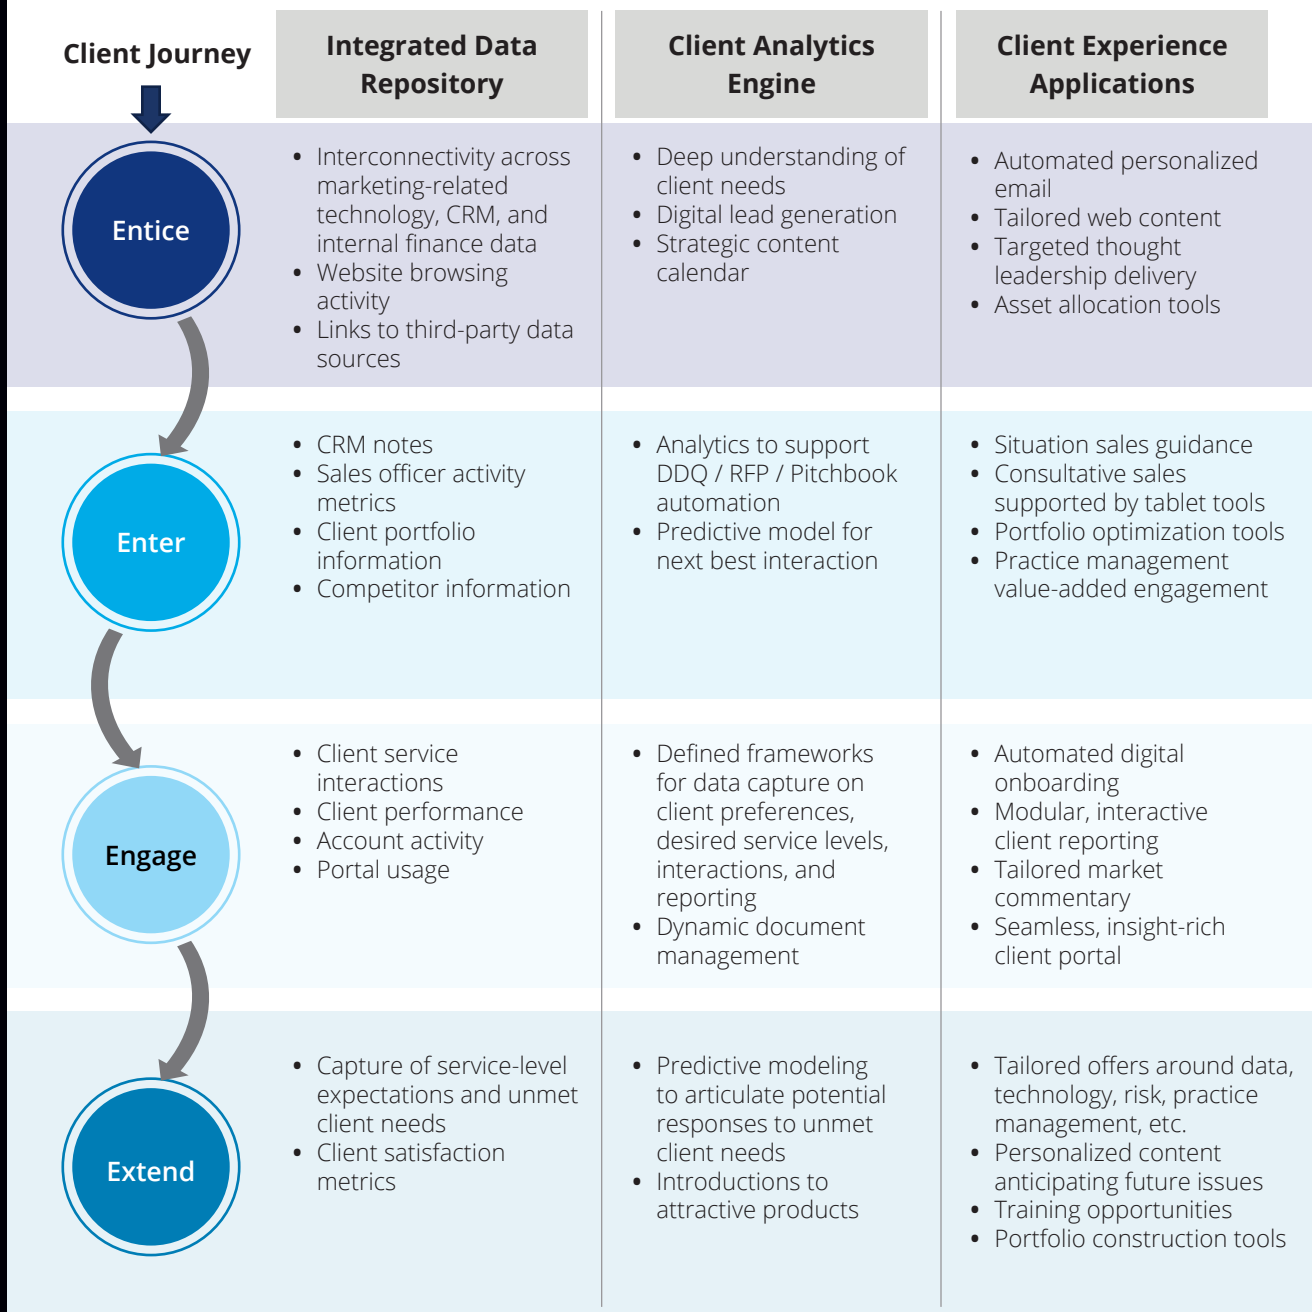 Client Journey
Integrated Data
Repository
Client Analytics
Engine
Client Experience
Applications
Entice
• Interconnectivity across
marketing-related
technology, CRM, and
internal finance data
• Website browsing
activity
• Links to third-party data
sources
• Deep understanding of
client needs
• Digital lead generation
• Strategic content
calendar
• Automated personalized
email
• Tailored web content
• Targeted thought
leadership delivery
• Asset allocation tools
Enter
• CRM notes
• Sales officer activity
metrics
• Client portfolio
information
• Competitor information
• Analytics to support
DDQ / RFP / Pitchbook
automation
• Predictive model for
next best interaction
• Situation sales guidance
• Consultative sales
supported by tablet tools
• Portfolio optimization tools
• Practice management
value-added engagement
Engage
• Client service
interactions
• Client performance
• Account activity
• Portal usage
• Defined frameworks
for data capture on
client preferences,
desired service levels,
interactions, and
reporting
• Dynamic document
management
• Automated digital
onboarding
• Modular, interactive
client reporting
• Tailored market
commentary
• Seamless, insight-rich
client portal
Extend
• Capture of service-level
expectations and unmet
client needs
• Client satisfaction
metrics
• Predictive modeling
to articulate potential
responses to unmet
client needs
• Introductions to
attractive products
• Tailored offers around data,
technology, risk, practice
management, etc.
• Personalized content
anticipating future issues
• Training opportunities
• Portfolio construction tools